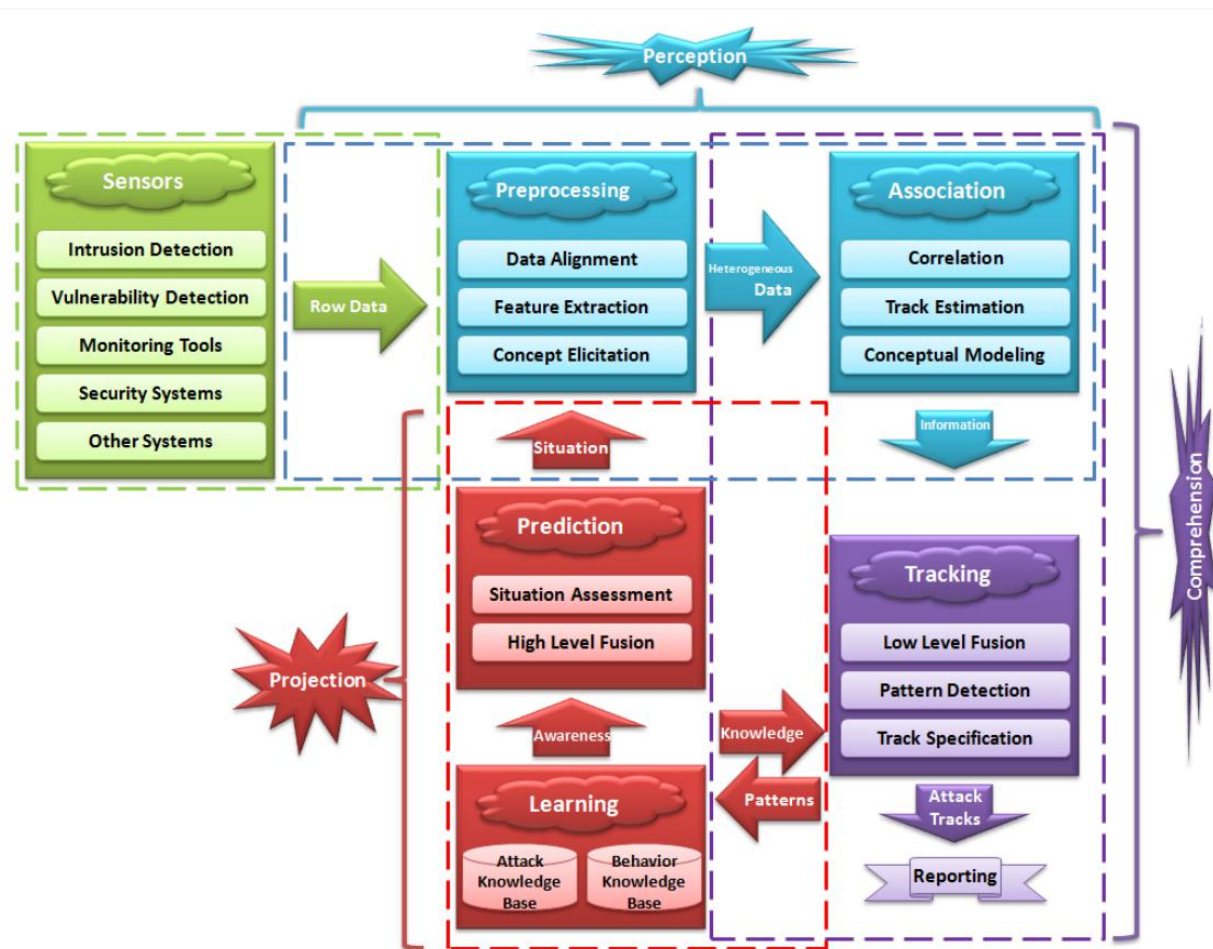 Perception
Sensors
Intrusion Detection
Vulnerability Detection
Monitoring Tools
Security Systems
Other Systems
Row Data
Preprocessing
Data Alignment
Feature Extraction
Concept Elicitation
Heterogeneous
Data
Association
Correlation
Track Estimation
Conceptual Modeling
Information
Comprehension
Situation
Prediction
Situation Assessment
High Level Fusion
Projection
Awareness
Learning
Attack
Knowledge
Base
Behavior
Knowledge
Base
Knowledge
Patterns
Tracking
Low Level Fusion
Pattern Detection
Track Specification
Attack
Tracks
Reporting